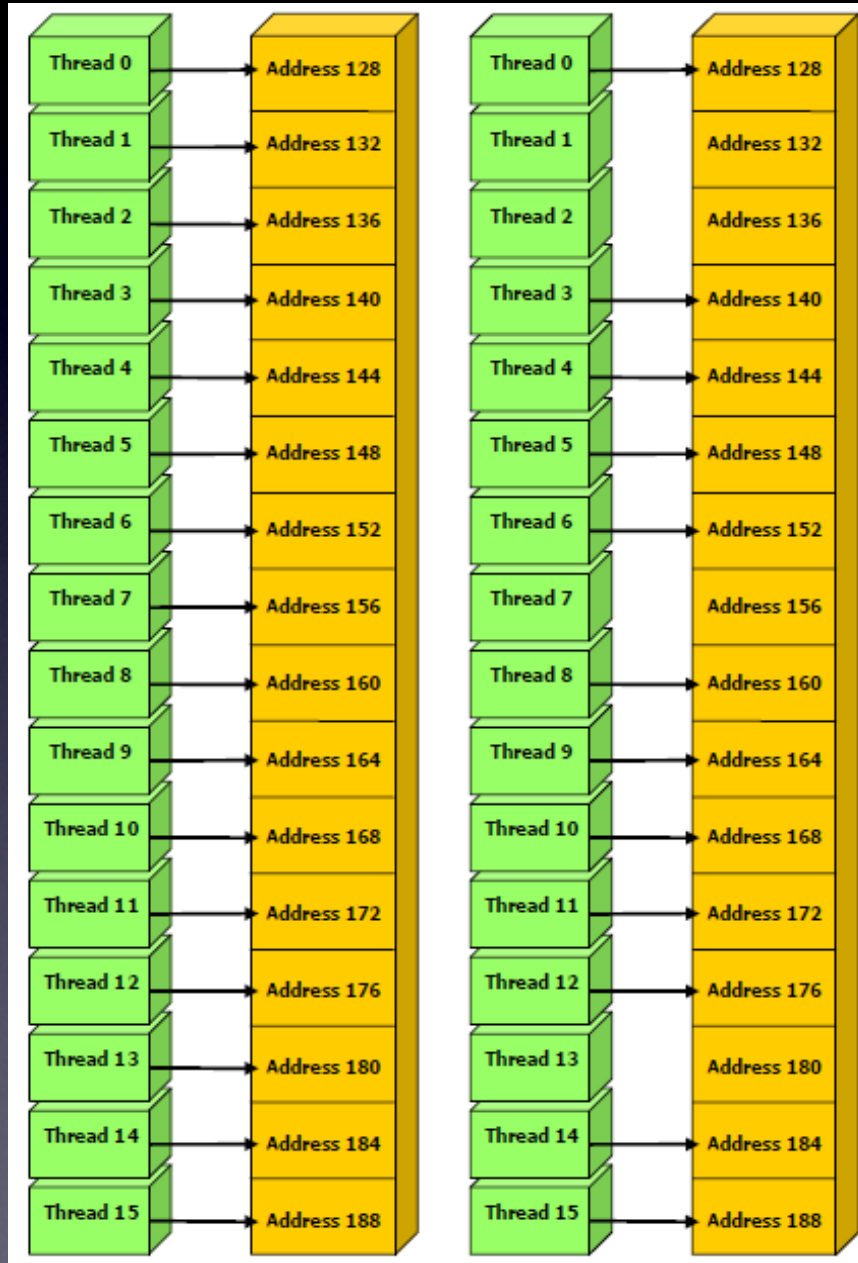 Thread 0 Address 128 Thread 0 Address 128
Thread 1 Address 132 Thread 1 Address 132
Thread 2 Address 136 Thread 2 Address 136
Thread 3 Address 140 Thread 3 Address 140
Thread 4 Address 144 Thread 4 Address 144
Thread 5 Address 148 Thread 5 Address 148
Thread 6 Address 152 Thread 6 Address 152
Thread 7 Address 156 Thread 7 Address 156
Thread 8 Address 160 Thread 8 Address 160
Thread 9 Address 164 Thread 9 Address 164
Thread 10 Address 168 Thread 10 Address 168
Thread 11 Address 172 Thread 11 Address 172
Thread 12 Address 176 Thread 12 Address 176
Thread 13 Address 180 Thread 13 Address 180
Thread 14 Address 184 Thread 14 Address 184
Thread 15 Address 188 Thread 15 Address 188